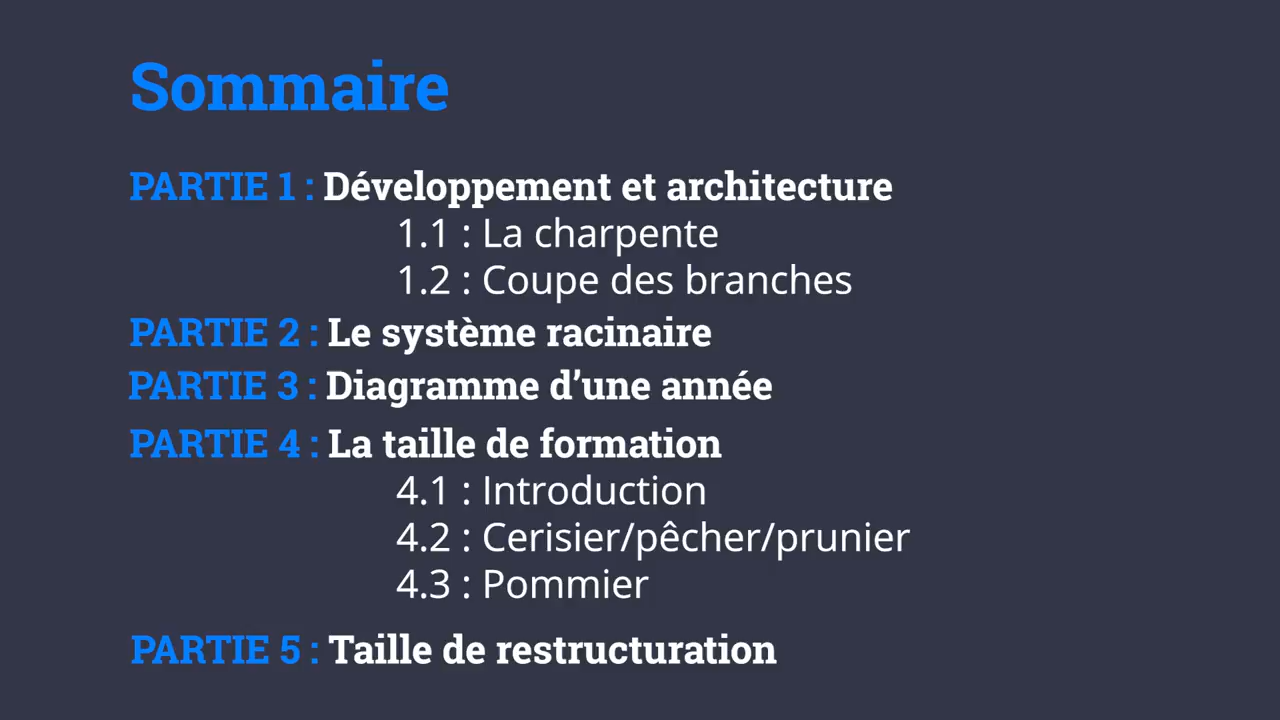 Sommaire
PARTIE 1 : Développement et architecture
1.1 : La charpente
1.2 : Coupe des branches
PARTIE 2 : Le système racinaire
PARTIE 3 : Diagramme d’une année
PARTIE 4 : La taille de formation
4.1 : Introduction
4.2 : Cerisier/pêcher/prunier
4.3 : Pommier
PARTIE 5 : Taille de restructuration